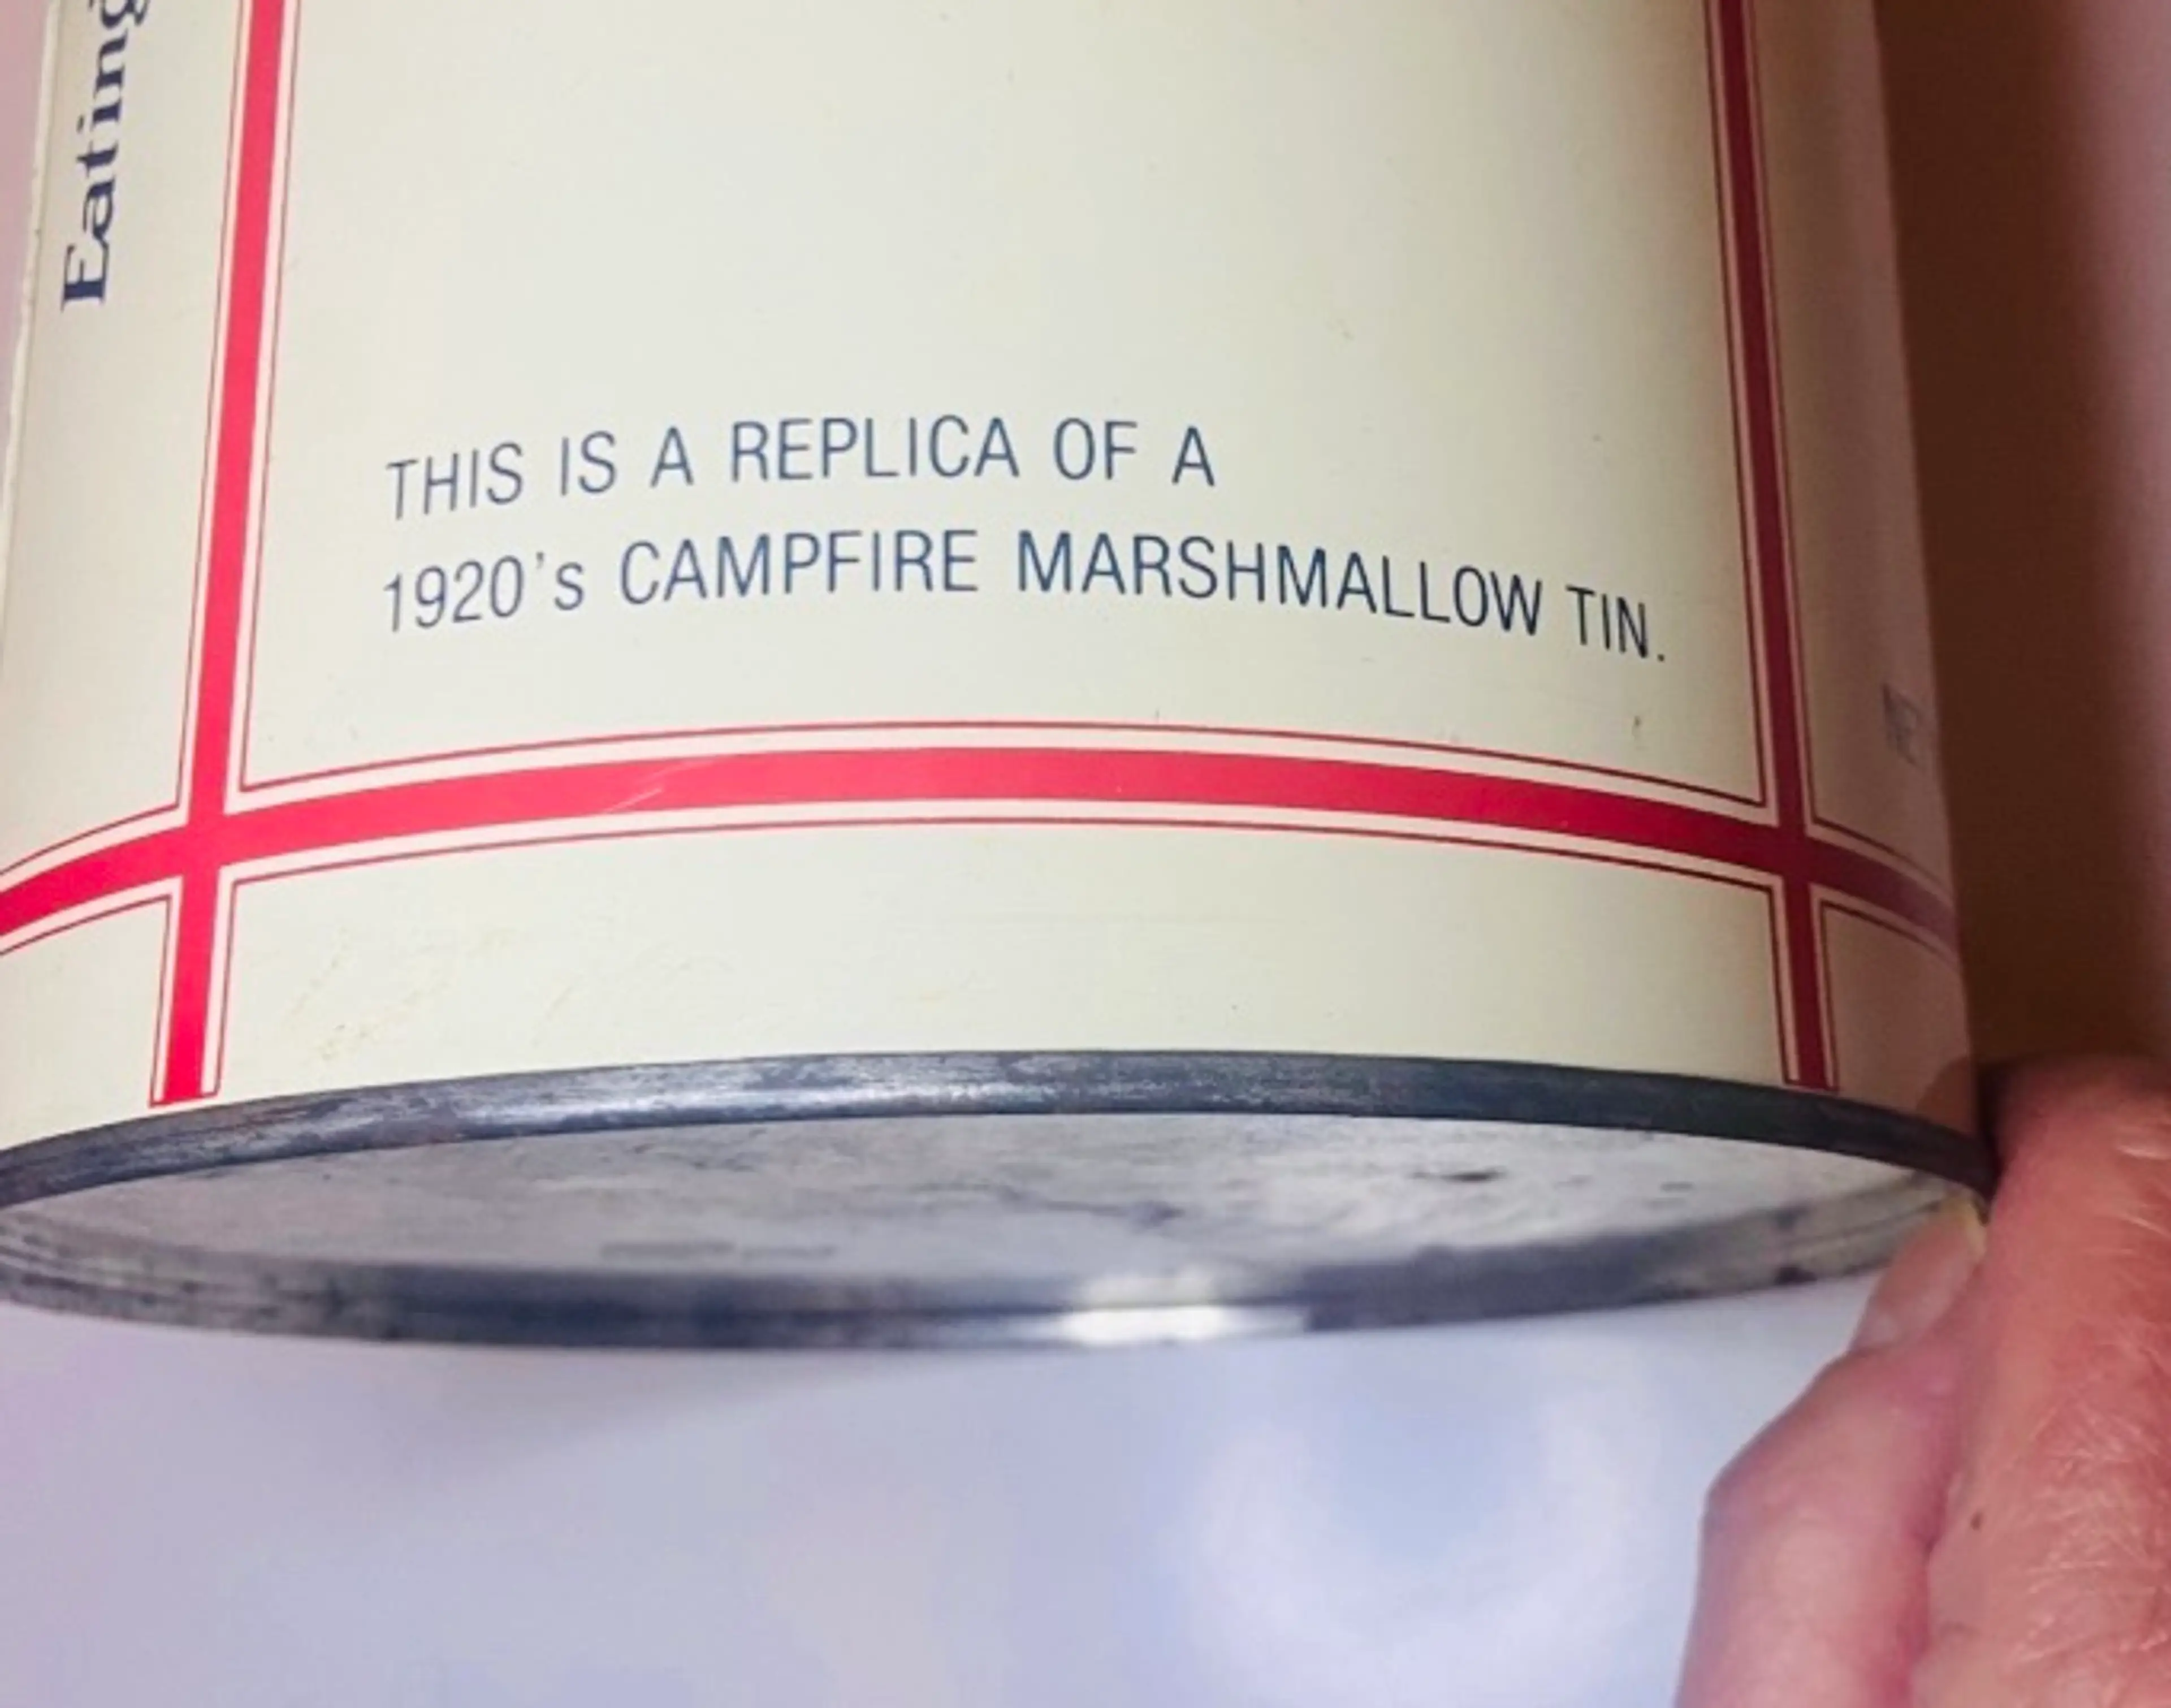 Eating
THIS IS A REPLICA OF A
1920's CAMPFIRE MARSHMALLOW TIN.